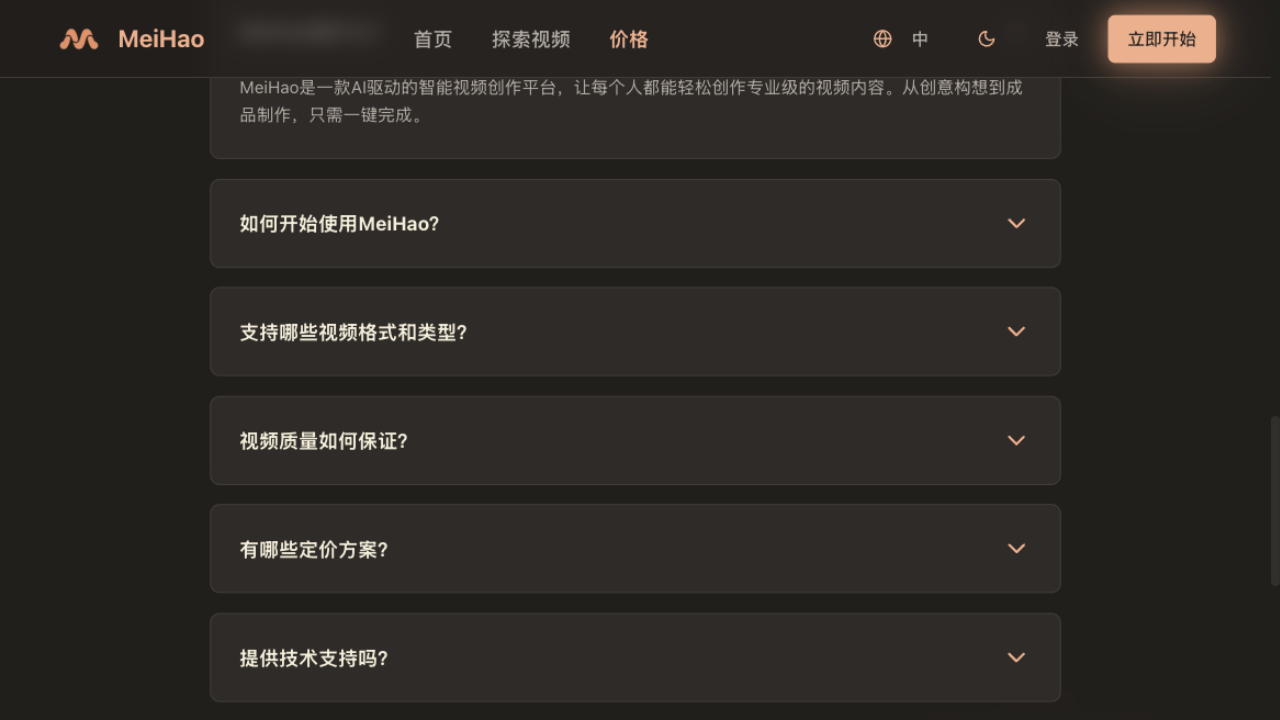 MeiHao
首页
探索视频
价格
中
登录
立即开始
MeiHao是一款AI驱动的智能视频创作平台，让每个人都能轻松创作专业级的视频内容。从创意构想到成
品制作，只需一键完成。
如何开始使用MeiHao?
支持哪些视频格式和类型?
视频质量如何保证?
有哪些定价方案?
提供技术支持吗?